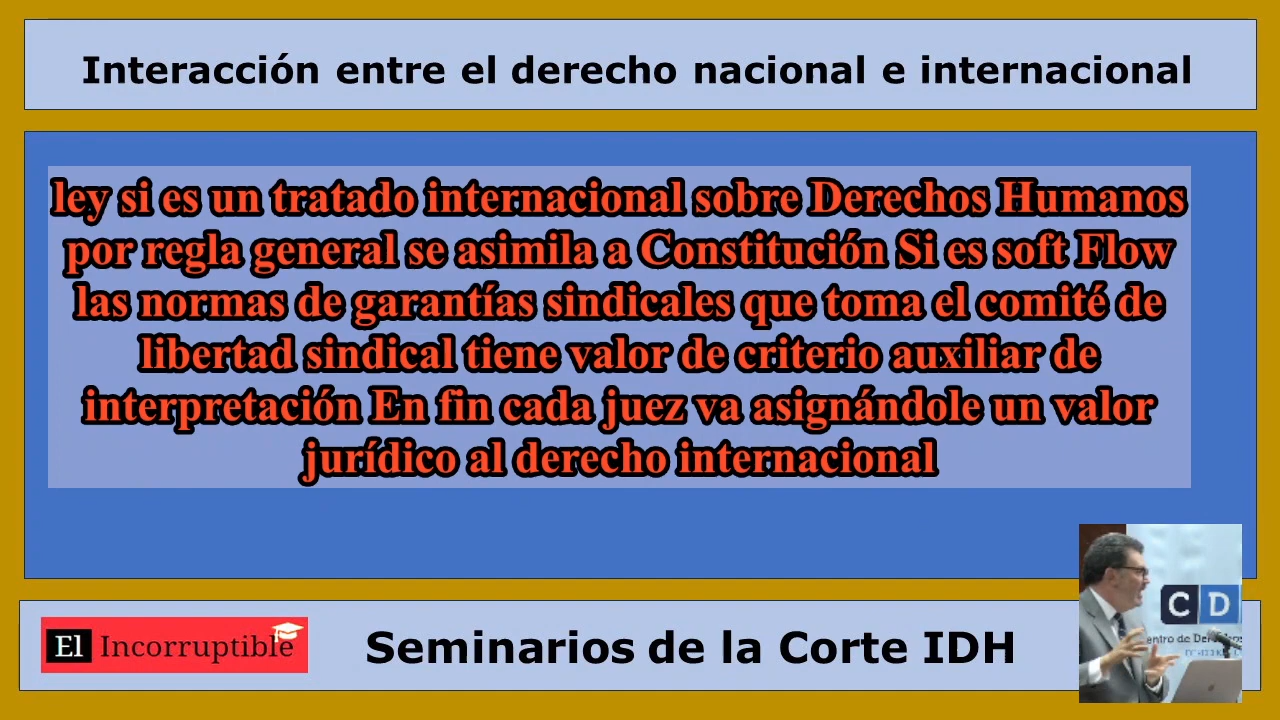 Interacción entre el derecho nacional e internacional
ley si es un tratado internacional sobre Derechos Humanos
por regla general se asimila a Constitución Si es soft Flow
las normas de garantías sindicales que toma el comité de
libertad sindical tiene valor de criterio auxiliar de
interpretación En fin cada juez va asignándole un valor
jurídico al derecho internacional
CD
entro de Derechos
El Incorruptible
Seminarios de la Corte IDH